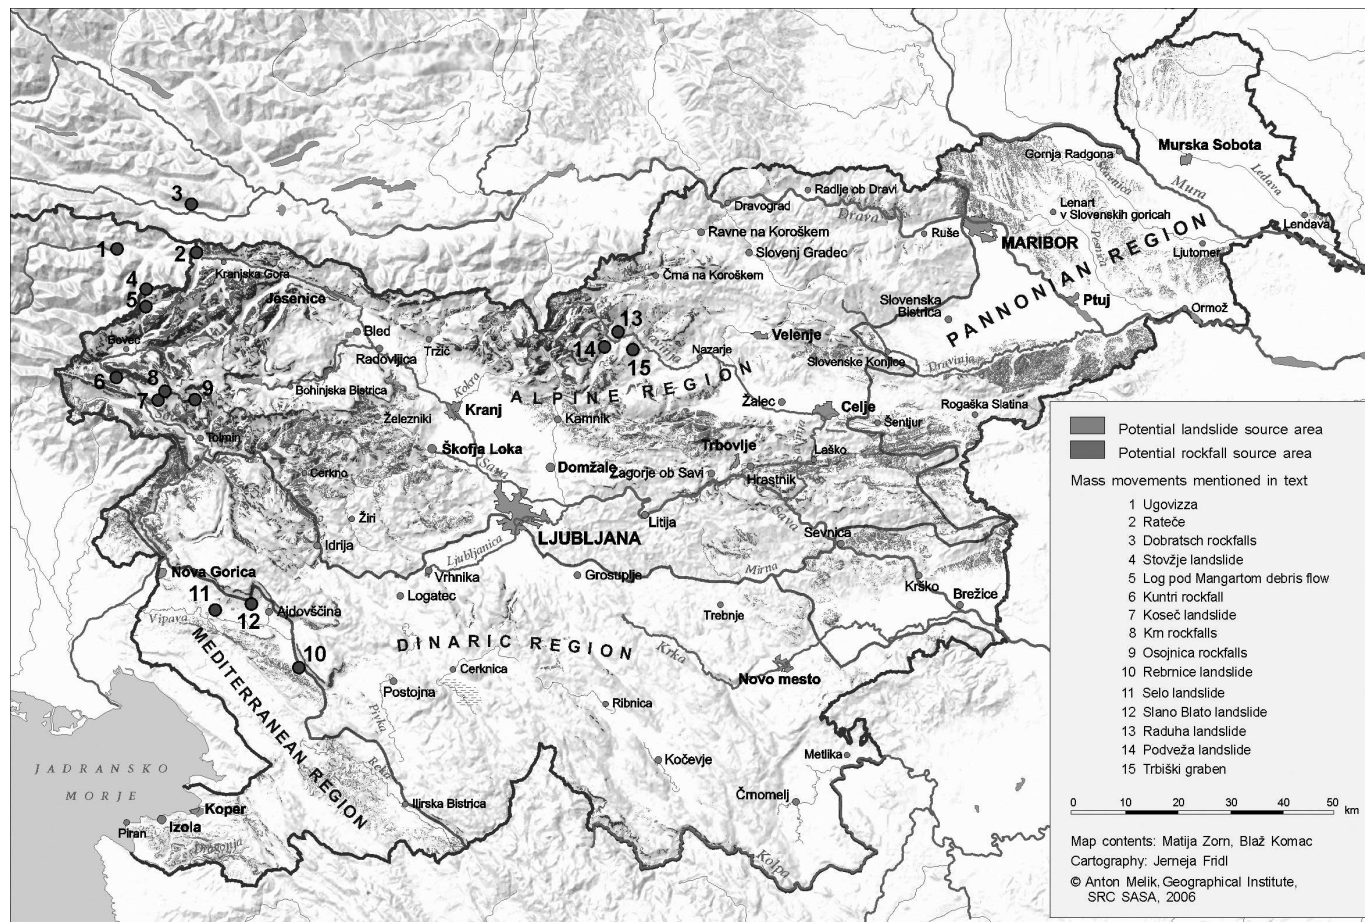 3
1
2
4
5
6
8
7
9
13
14
15
11
12
10
Murska Sobota
Gornja Radgona
Ščavnica
Mura
Ledava
Lendava
Lenart
v Slovenskih goricah
Pesnica
Ljutomer
Radlje ob Dravi
Dravograd
Drava
Ravne na Koroškem
Ruše
MARIBOR
Slovenj Gradec
Črna na Koroškem
Slovenska
Bistrica
Ptuj
Ormož
PANNONIAN REGION
Kranjska Gora
Jesenice
Bovec
Bled
Radovljica
Tržič
Kokra
Velenje
Nazarje
Slovenske Konjice
Dravinja
Bohinjska Bistrica
ALPINE REGION
Železniki
Kranj
Kamnik
Žalec
Celje
Šentjur
Rogaška Slatina
Tolmin
Škofja Loka
Sava
Domžale
Trbovlje
Zagorje ob Savi
Hrastnik
Savinja
Laško
Cerkno
Žiri
Idrija
LJUBLJANA
Ljubljanica
Litija
Sava
Sevnica
Nova Gorica
Vrhnika
Logatec
Grosuplje
Mirna
Trebnje
Krško
Brežice
Ajdovščina
Vipava
MEDITERRANEAN REGION
DINARIC REGION
Krka
Novo mesto
Cerknica
Postojna
Pivka
Ribnica
Reka
Kočevje
Metlika
Črnomelj
Ilirska Bistrica
Kolpa
JADRANSKO
MORJE
Koper
Izola
Piran
Dragonja
Potential landslide source area
Potential rockfall source area
Mass movements mentioned in text
1 Ugovizza
2 Rateče
3 Dobratsch rockfalls
4 Stovžje landslide
5 Log pod Mangartom debris flow
6 Kuntri rockfall
7 Koseč landslide
8 Krn rockfalls
9 Osojnica rockfalls
10 Rebrnice landslide
11 Selo landslide
12 Slano Blato landslide
13 Raduha landslide
14 Podveža landslide
15 Trbiški graben
0 10 20 30 40 50
km
Map contents: Matija Zorn, Blaž Komac
Cartography: Jerneja Fridl
© Anton Melik, Geographical Institute,
SRC SASA, 2006